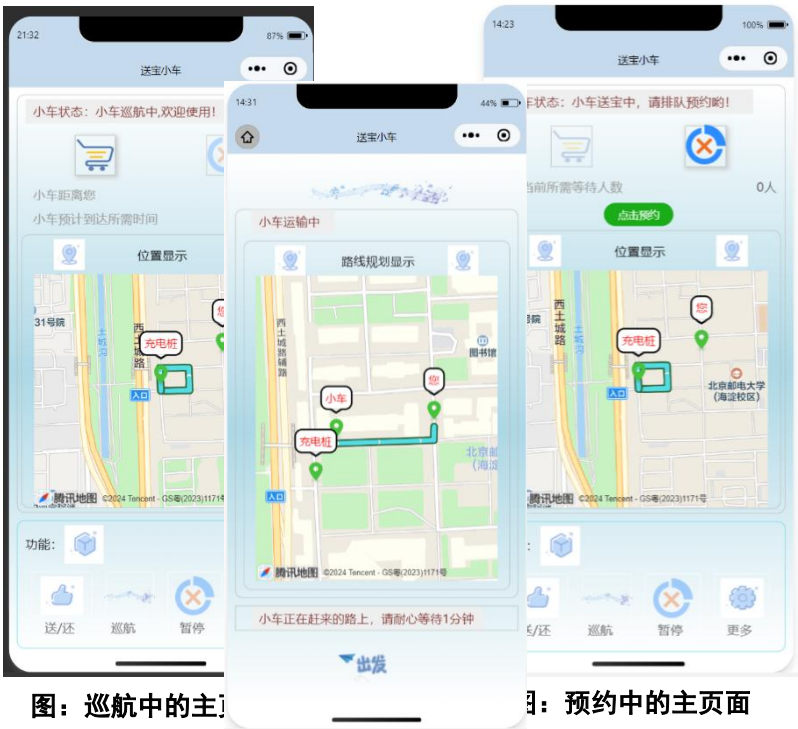 21:32
87%
送宝小车
小车状态：小车巡航中,欢迎使用！
小车距离您
小车预计到达所需时间
位置显示
31号院
土城沟
西土城路
充电桩
您
入口
腾讯地图 ©2024 Tencent - GS粤(2023)1171号
功能：
送/还
巡航
暂停
图：巡航中的主页
14:31
44%
送宝小车
小车运输中
路线规划显示
西土城路辅路
图书馆
您
小车
充电桩
北京邮
(海淀
入口
腾讯地图 ©2024 Tencent - GS粤(2023)1171号
小车正在赶来的路上，请耐心等待1分钟
出发
14:23
100%
送宝小车
车状态：小车送宝中，请排队预约哟！
当前所需等待人数
0人
点击预约
位置显示
号院
西土城路
您
充电桩
北京邮电大学
(海淀校区)
入口
腾讯地图 ©2024 Tencent - GS粤(2023)1171号
：
送/还
巡航
暂停
更多
图：预约中的主页面